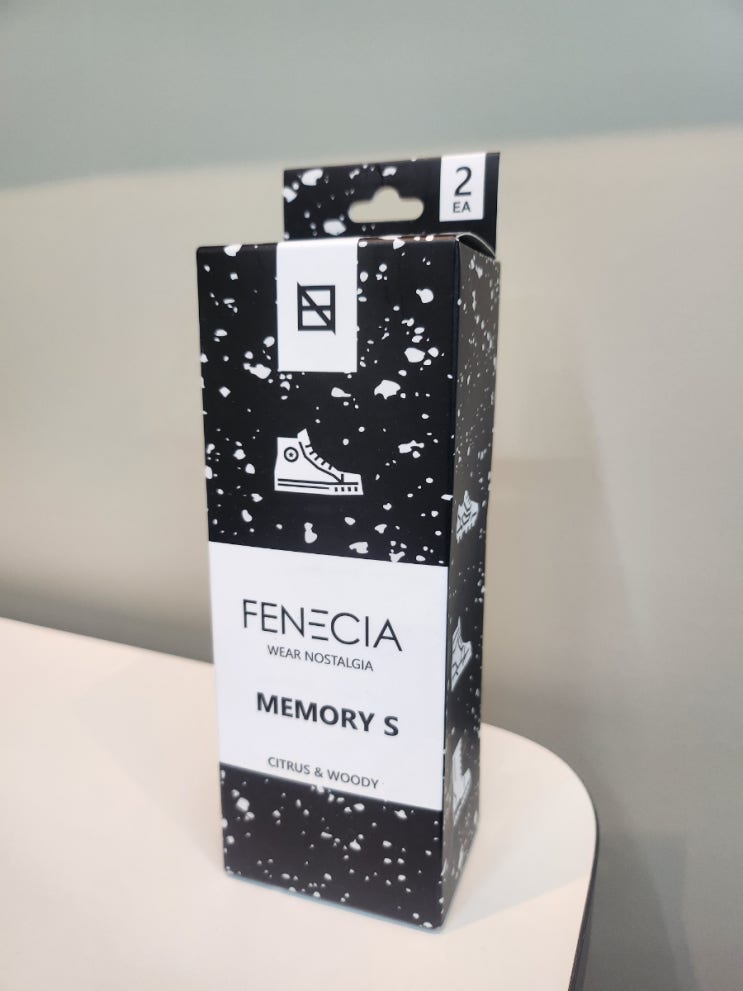 2
EA
FENECIA
WEAR NOSTALGIA
MEMORY S
CITRUS & WOODY